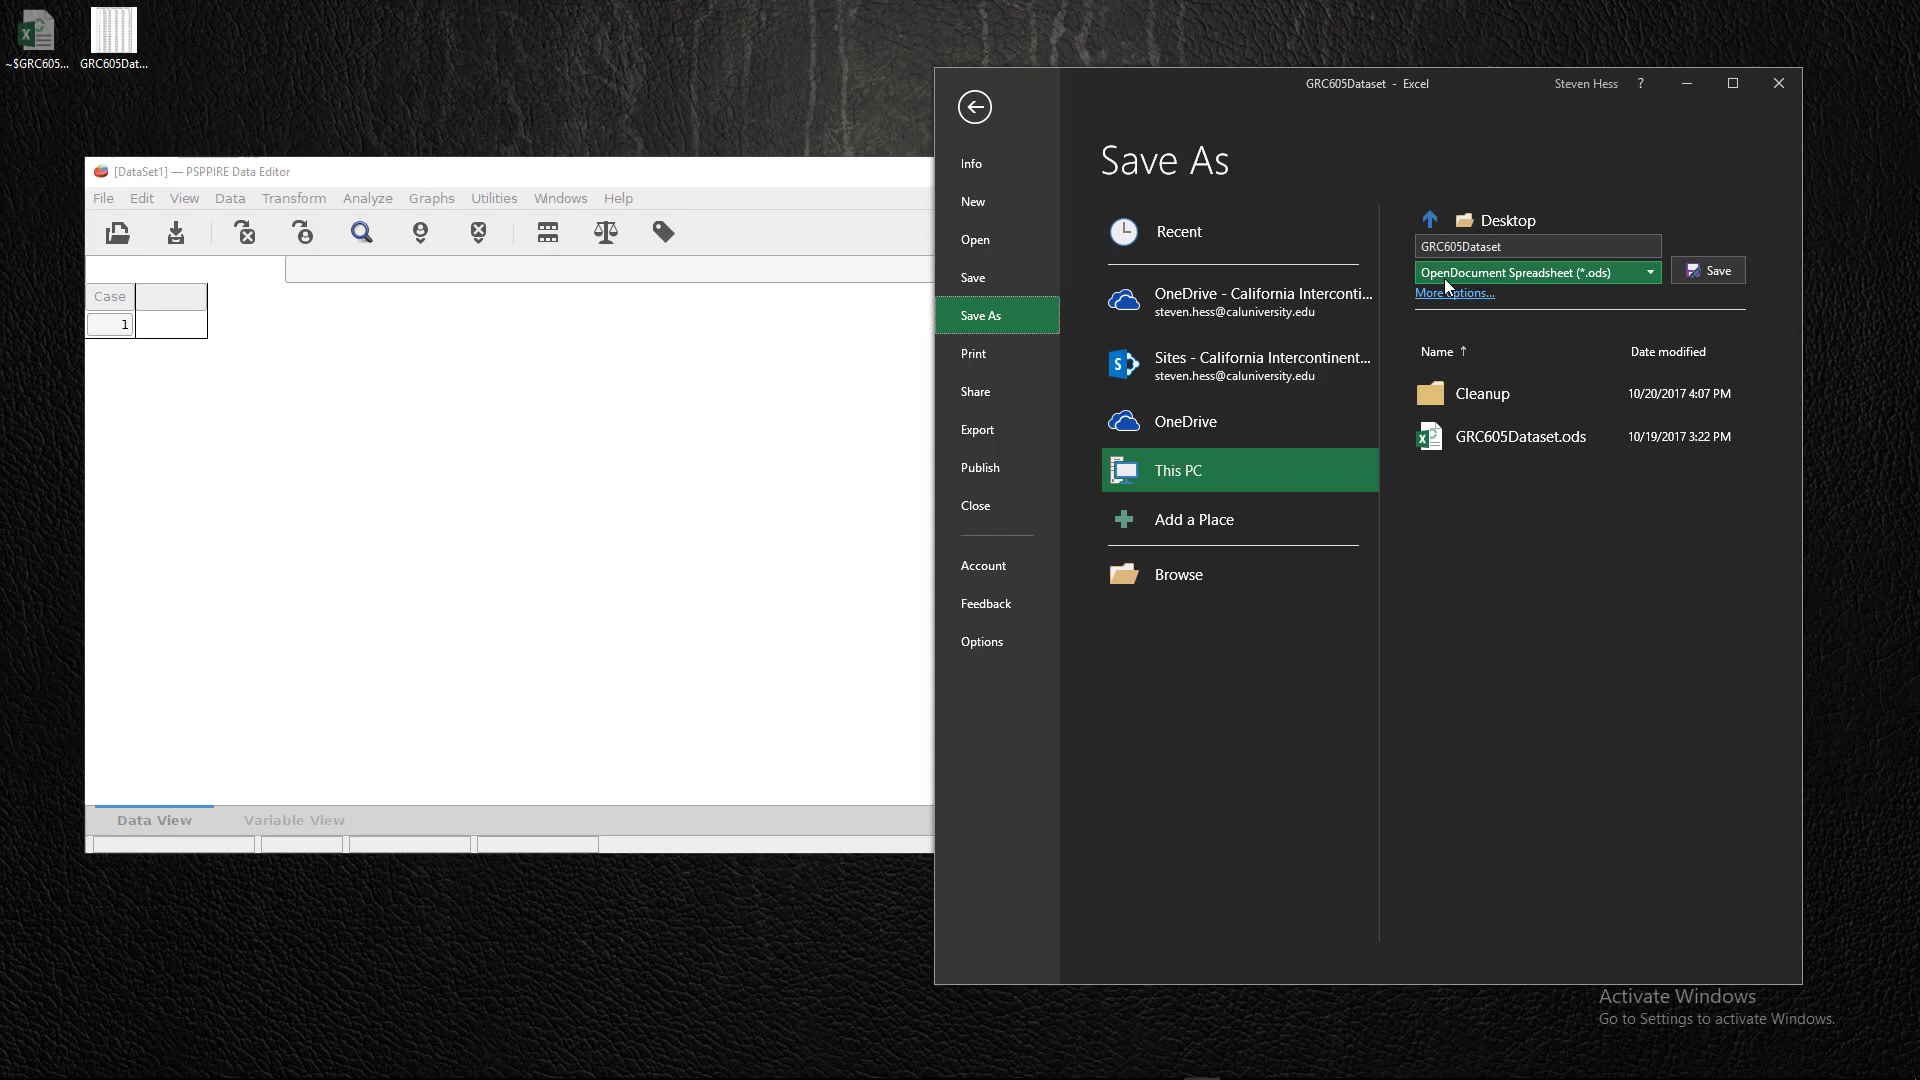 ~$GRC605...
GRC605Dat...
[DataSet1] — PSPPIRE Data Editor
File Edit View Data Transform Analyze Graphs Utilities Windows Help
Case
1
Data View
Variable View
GRC605Dataset - Excel
Steven Hess
?
Info
New
Open
Save
Save As
Print
Share
Export
Publish
Close
Account
Feedback
Options
Save As
Recent
OneDrive - California Interconti...
steven.hess@caluniversity.edu
Sites - California Intercontinent...
steven.hess@caluniversity.edu
OneDrive
This PC
Add a Place
Browse
Desktop
GRC605Dataset
OpenDocument Spreadsheet (*.ods)
Save
More options...
Name Date modified
Cleanup 10/20/2017 4:07 PM
GRC605Dataset.ods 10/19/2017 3:22 PM
Activate Windows
Go to Settings to activate Windows.